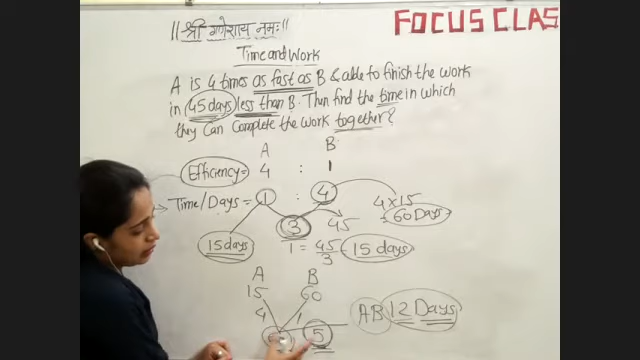 ||श्री गणेशाय नमः||
FOCUS CLAS
Time and Work
A is 4 times as fast as B & able to finish the work
in 45 days less than B. Then find the time in which
they can complete the work together?
A B
Efficiency = 4 : 1
Time/Days = 1 : 4
4×15
= 60 Days
3 45
15 days
1 = 45/3 = 15 days
A B
15 60
4 1
5
AB 12 Days